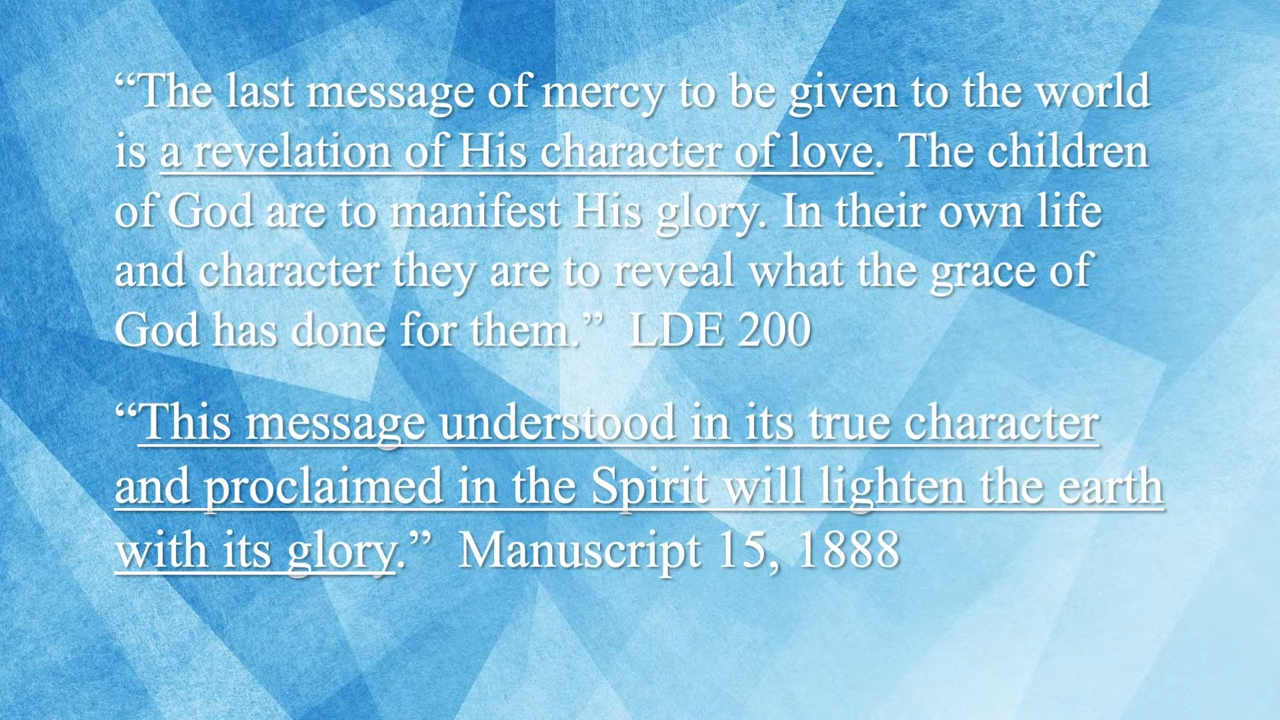 “The last message of mercy to be given to the world
is a revelation of His character of love. The children
of God are to manifest His glory. In their own life
and character they are to reveal what the grace of
God has done for them.”  LDE 200
“This message understood in its true character
and proclaimed in the Spirit will lighten the earth
with its glory.”  Manuscript 15, 1888